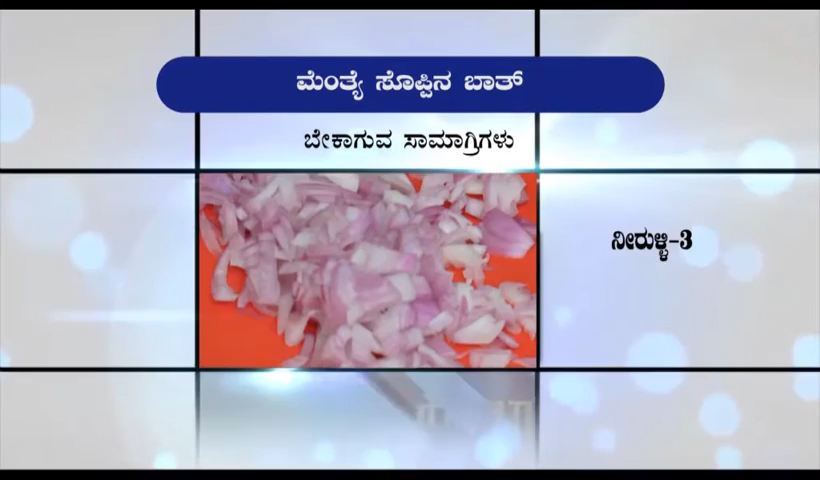 ಮೆಂತ್ಯೆ ಸೊಪ್ಪಿನ ಬಾತ್
ಬೇಕಾಗುವ ಸಾಮಾಗ್ರಿಗಳು
ನೀರುಳ್ಳಿ-3